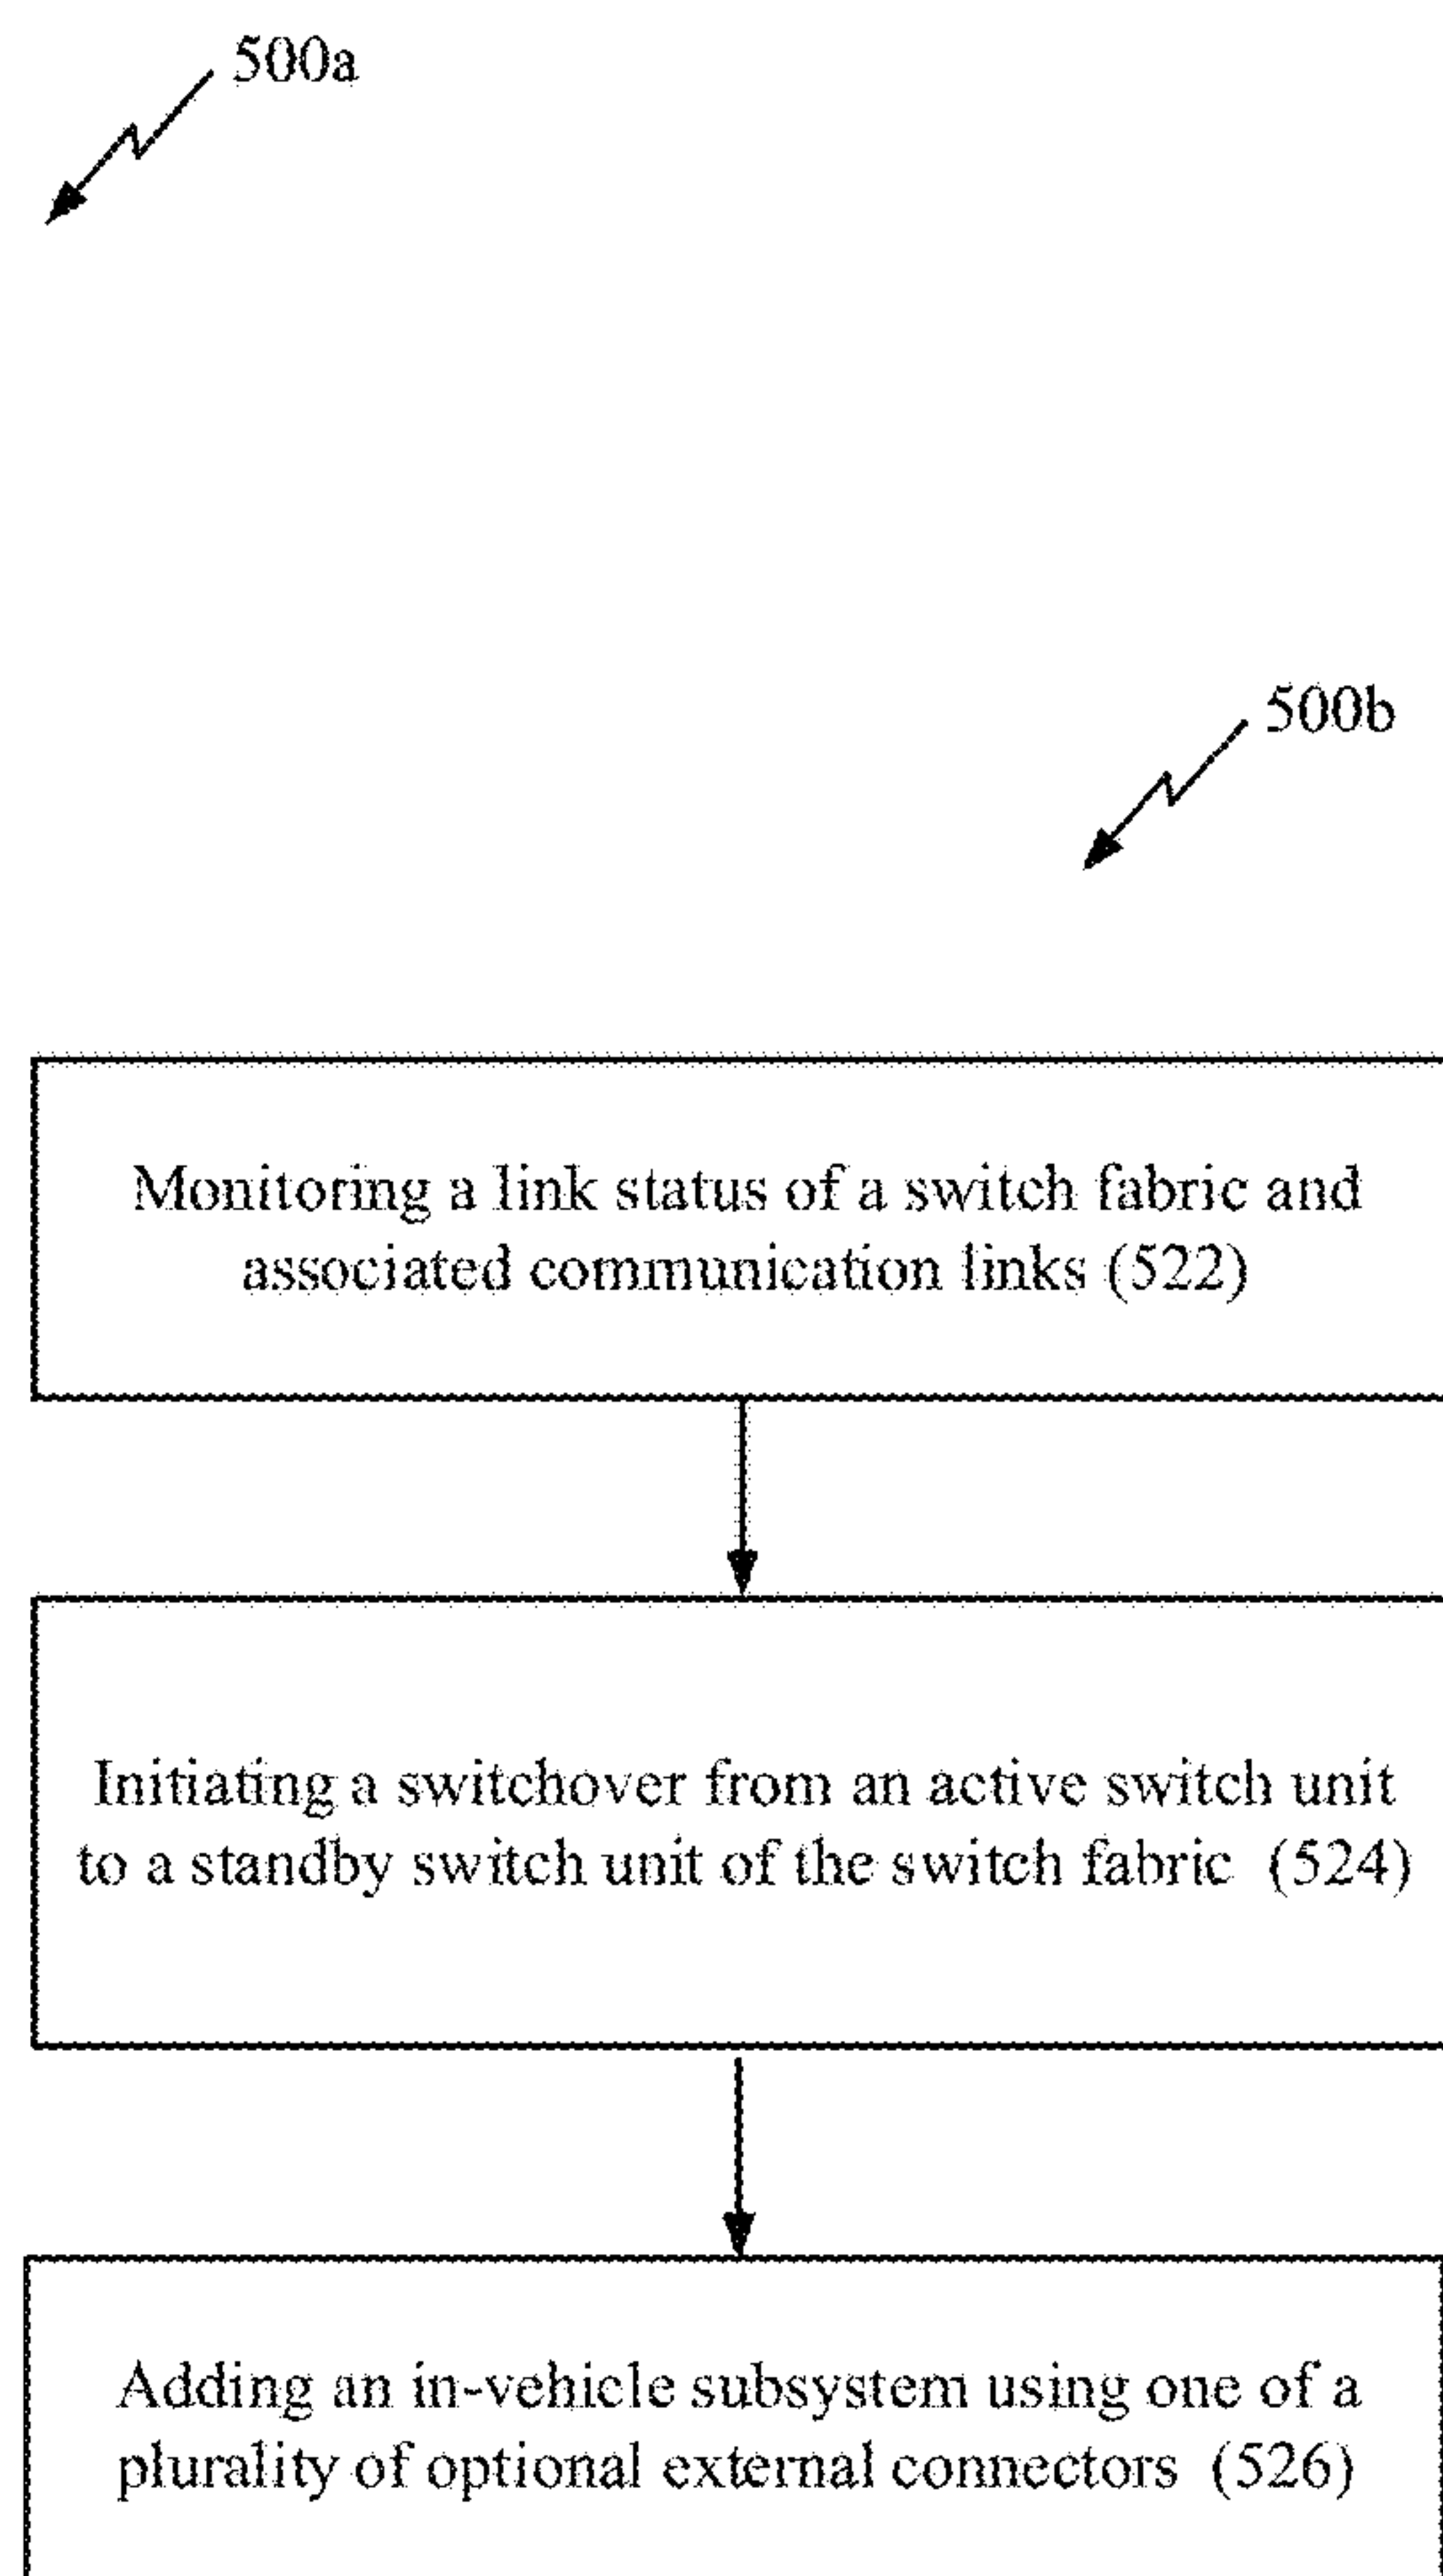 500a
500b
Monitoring a link status of a switch fabric and
associated communication links (522)
Initiating a switchover from an active switch unit
to a standby switch unit of the switch fabric (524)
Adding an in-vehicle subsystem using one of a
plurality of optional external connectors (526)